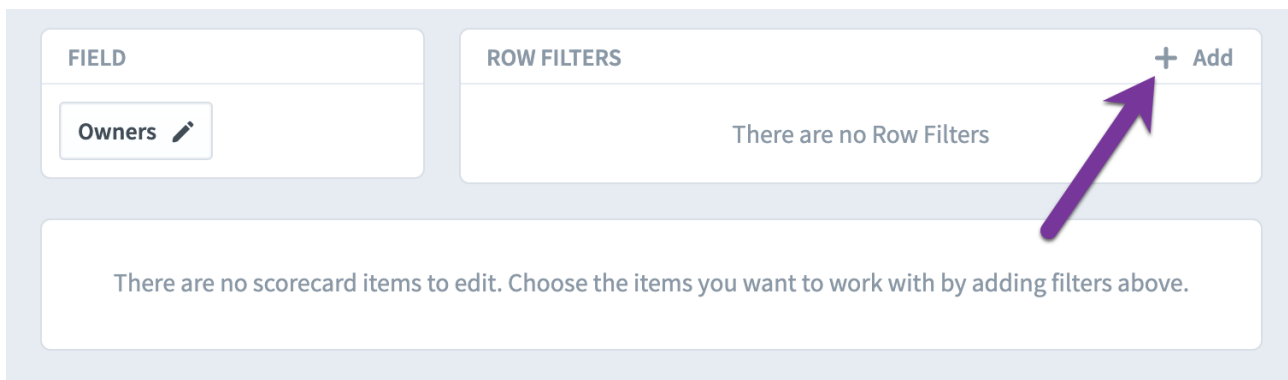 FIELD
ROW FILTERS
+ Add
Owners
There are no Row Filters
There are no scorecard items to edit. Choose the items you want to work with by adding filters above.